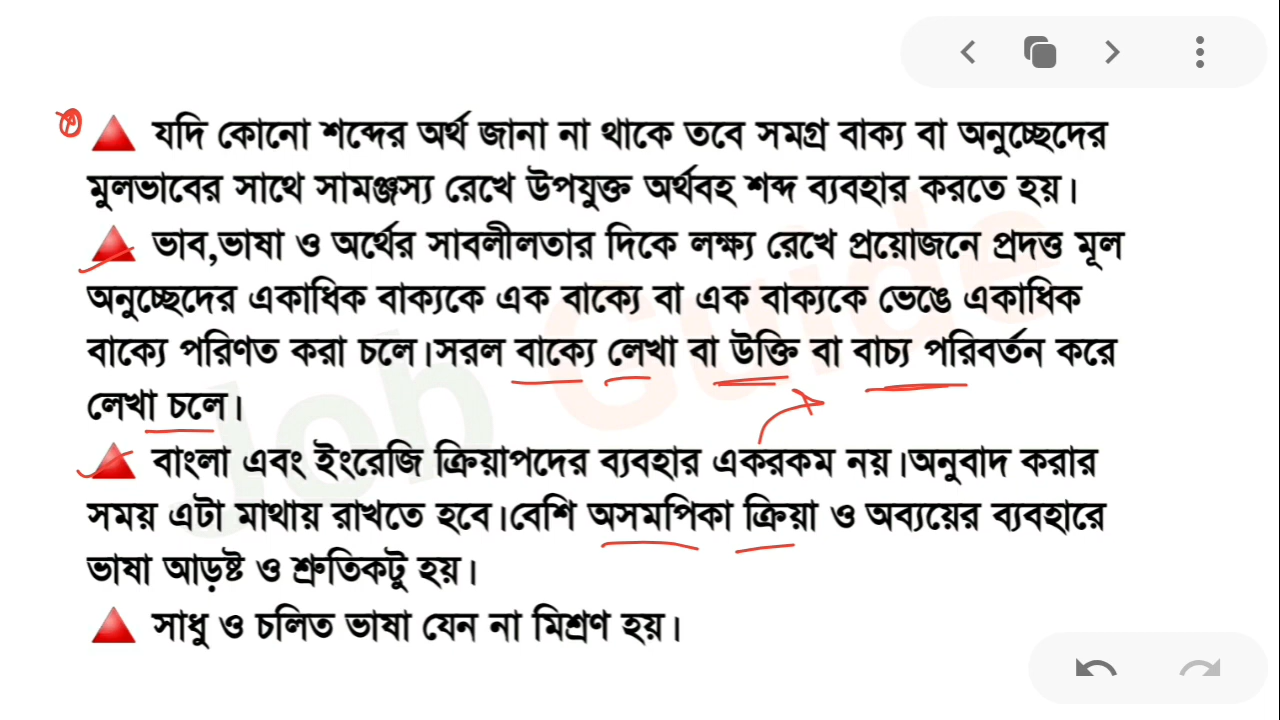 যদি কোনো শব্দের অর্থ জানা না থাকে তবে সমগ্র বাক্য বা অনুচ্ছেদের
মুলভাবের সাথে সামঞ্জস্য রেখে উপযুক্ত অর্থবহ শব্দ ব্যবহার করতে হয়।
ভাব,ভাষা ও অর্থের সাবলীলতার দিকে লক্ষ্য রেখে প্রয়োজনে প্রদত্ত মূল
অনুচ্ছেদের একাধিক বাক্যকে এক বাক্যে বা এক বাক্যকে ভেঙে একাধিক
বাক্যে পরিণত করা চলে।সরল বাক্যে লেখা বা উক্তি বা বাচ্য পরিবর্তন করে
লেখা চলে।
বাংলা এবং ইংরেজি ক্রিয়াপদের ব্যবহার একরকম নয়।অনুবাদ করার
সময় এটা মাথায় রাখতে হবে।বেশি অসমপিকা ক্রিয়া ও অব্যয়ের ব্যবহারে
ভাষা আড়ষ্ট ও শ্রুতিকটু হয়।
সাধু ও চলিত ভাষা যেন না মিশ্রণ হয়।
Job Guide